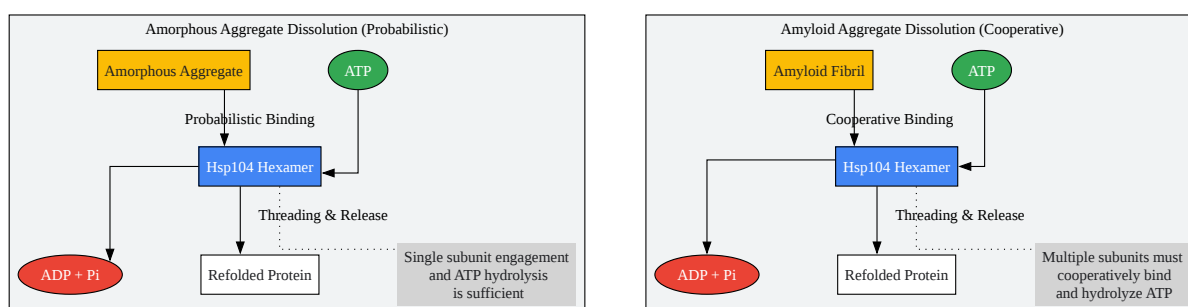 Amorphous Aggregate Dissolution (Probabilistic)
Amorphous Aggregate
ATP
Probabilistic Binding
Hsp104 Hexamer
Threading & Release
ADP + Pi
Refolded Protein
Single subunit engagement
and ATP hydrolysis
is sufficient
Amyloid Aggregate Dissolution (Cooperative)
Amyloid Fibril
ATP
Cooperative Binding
Hsp104 Hexamer
Threading & Release
ADP + Pi
Refolded Protein
Multiple subunits must
cooperatively bind
and hydrolyze ATP